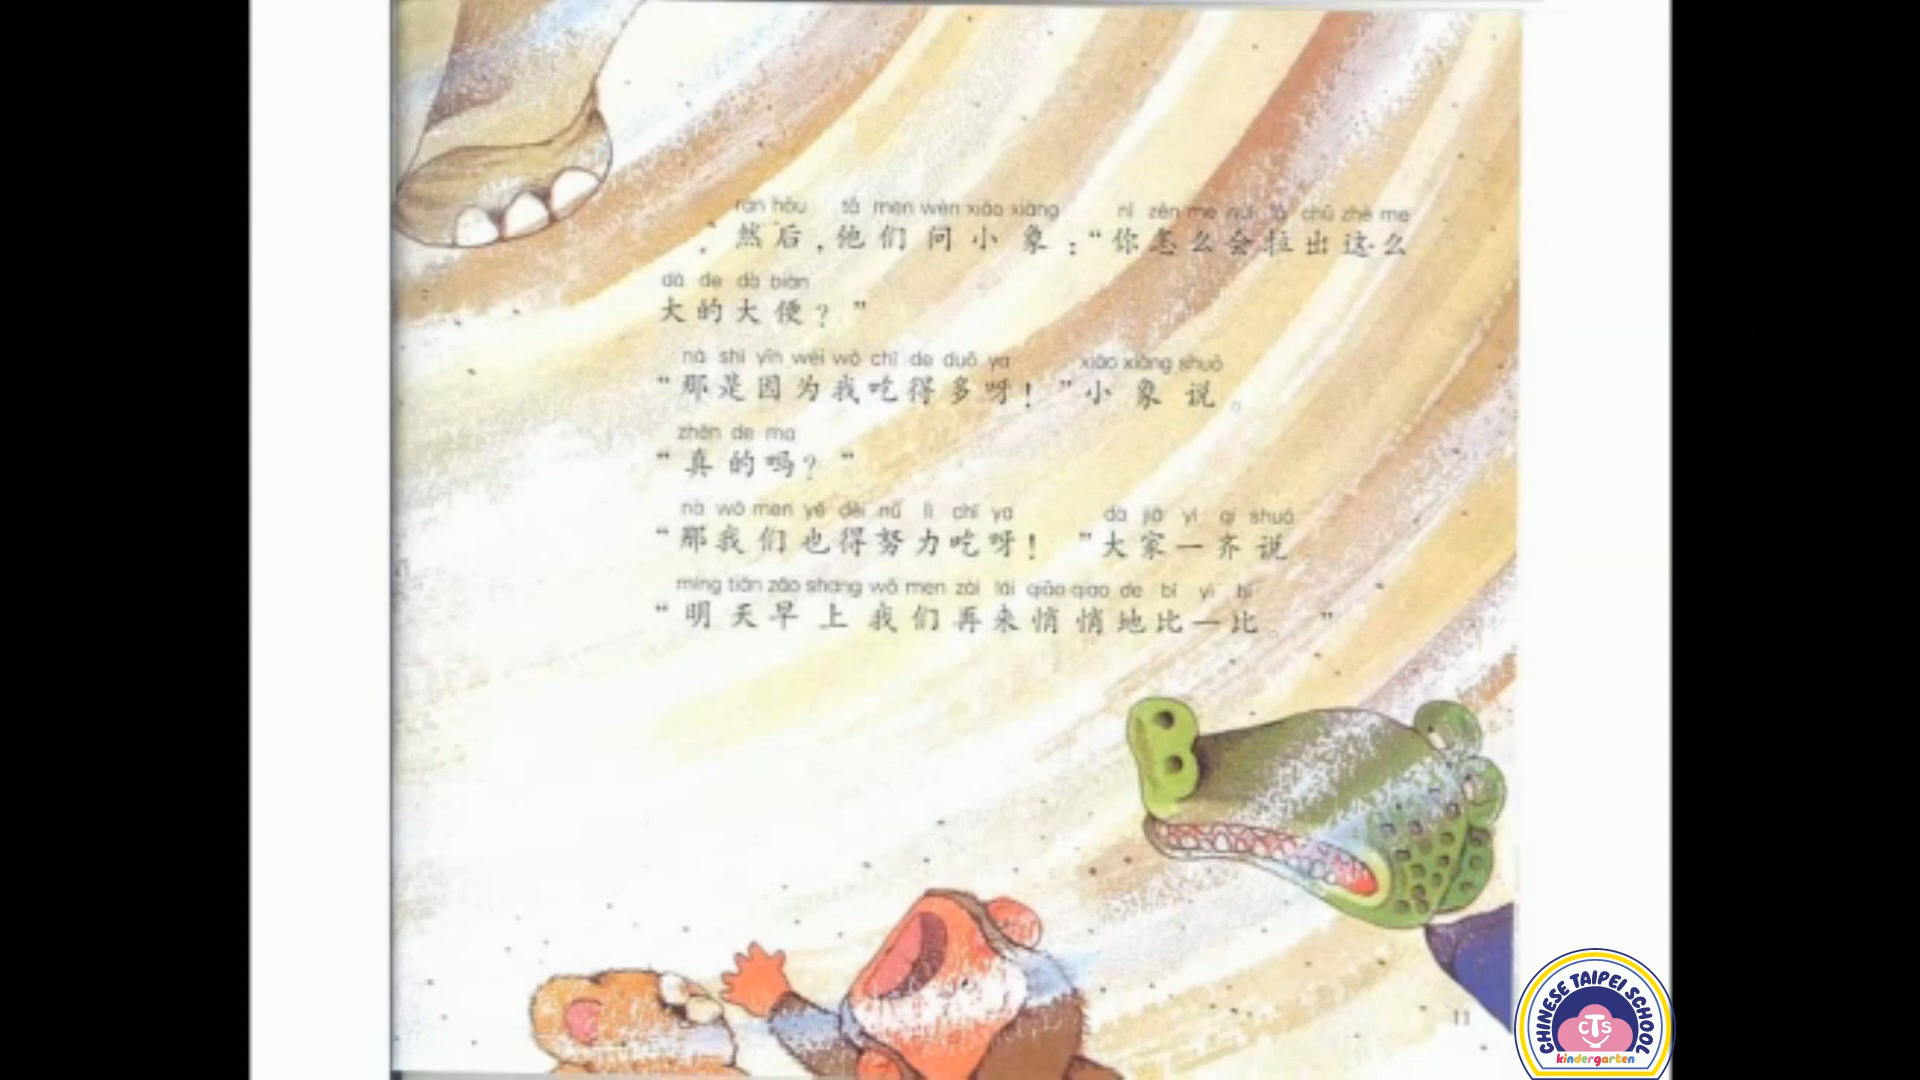 rán hòu tā men wèn xiǎo xiàng nǐ zěn me huì lā chū zhè me
然后,他们问小象:“你怎么会拉出这么
dà de dà biàn
大的大便?”
nà shì yīn wèi wǒ chī de duō ya xiǎo xiàng shuō
“那是因为我吃得多呀!”小象说。
zhēn de ma
“真的吗?”
nà wǒ men yě děi nǔ lì chī ya dà jiā yì qí shuō
“那我们也得努力吃呀!”大家一齐说
míng tiān zǎo shang wǒ men zài lái qiāo qiāo de bǐ yi bǐ
“明天早上我们再来悄悄地比一比。”
11
CHINESE TAIPEI SCHOOL
CTS
kindergarten